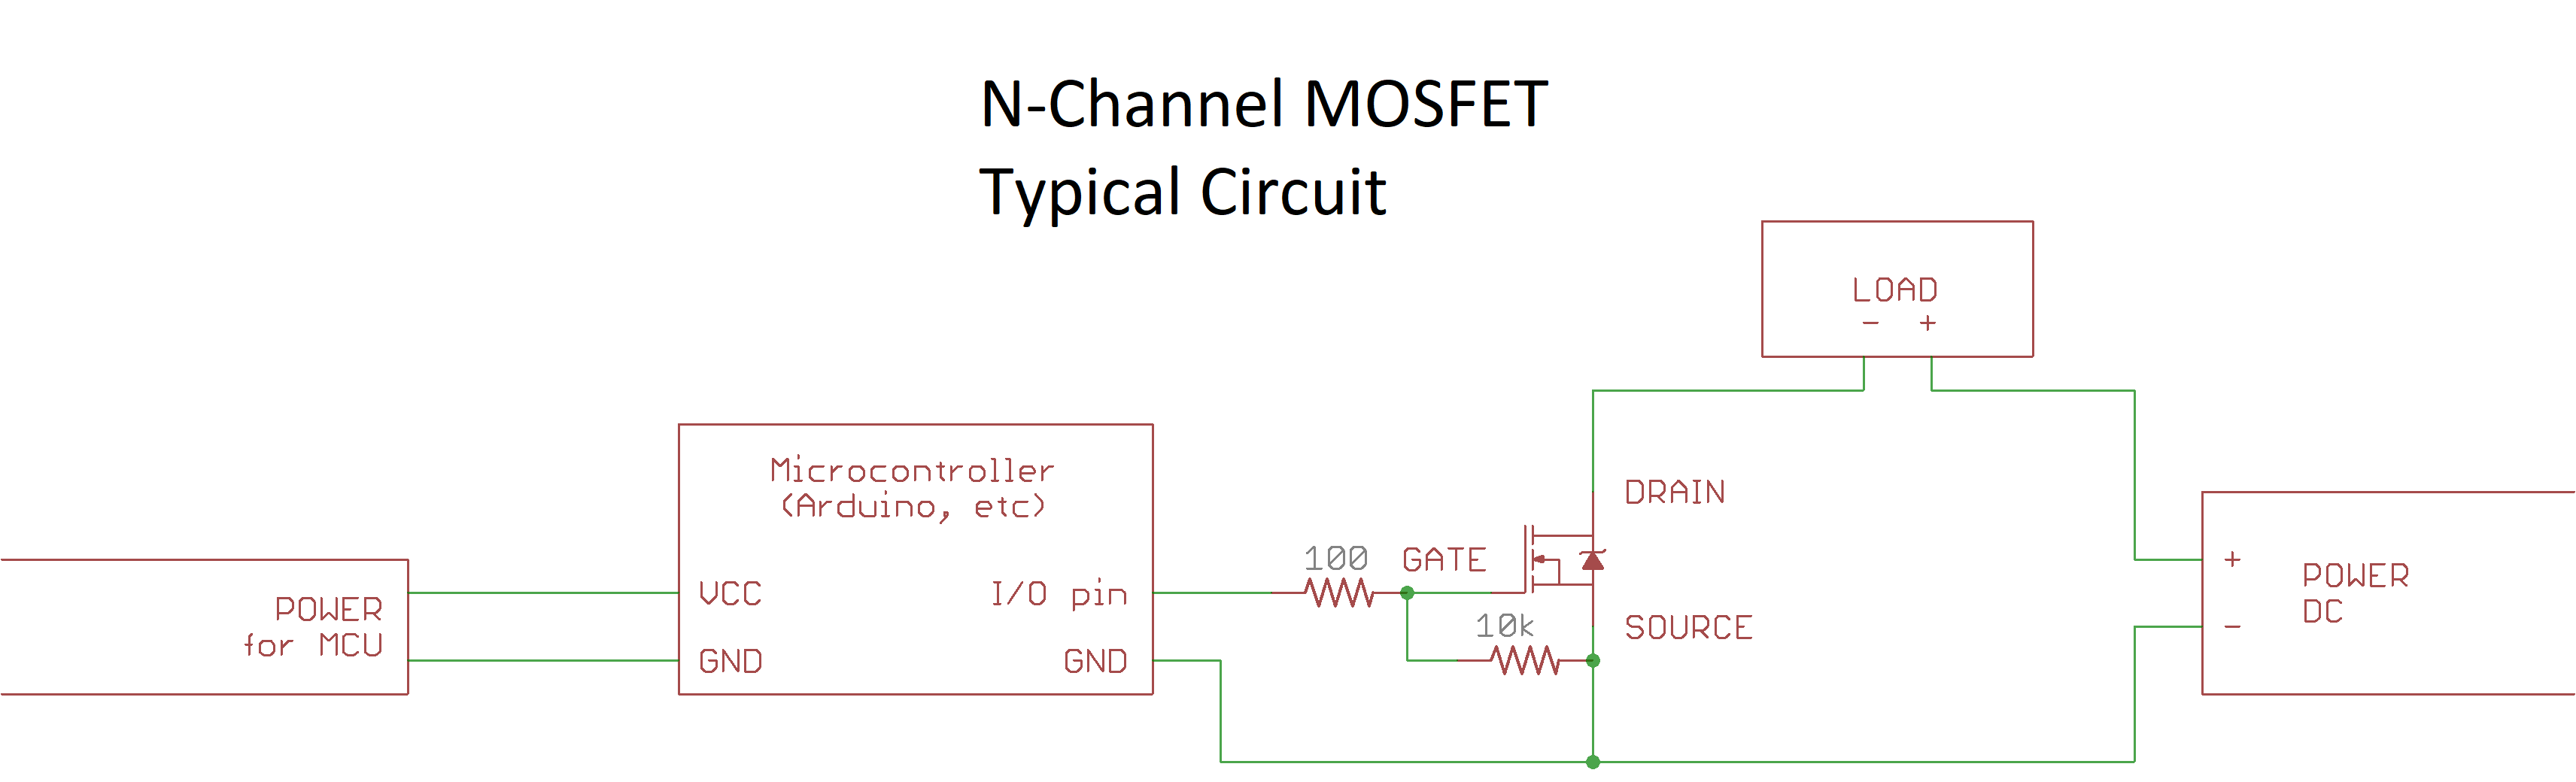 N-Channel MOSFET
Typical Circuit
LOAD
- +
Microcontroller
(Arduino, etc)
POWER
for MCU
VCC
GND
I/O pin
GND
100
GATE
10k
DRAIN
SOURCE
+
-
POWER
DC